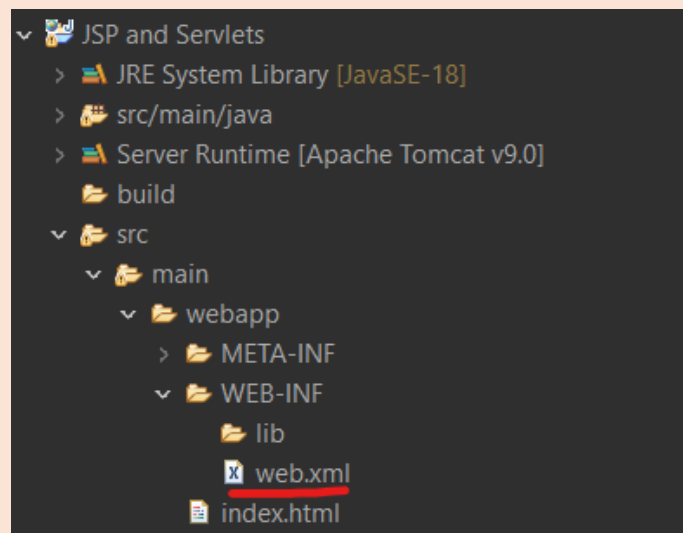 JSP and Servlets
JRE System Library [JavaSE-18]
src/main/java
Server Runtime [Apache Tomcat v9.0]
build
src
main
webapp
META-INF
WEB-INF
lib
web.xml
index.html